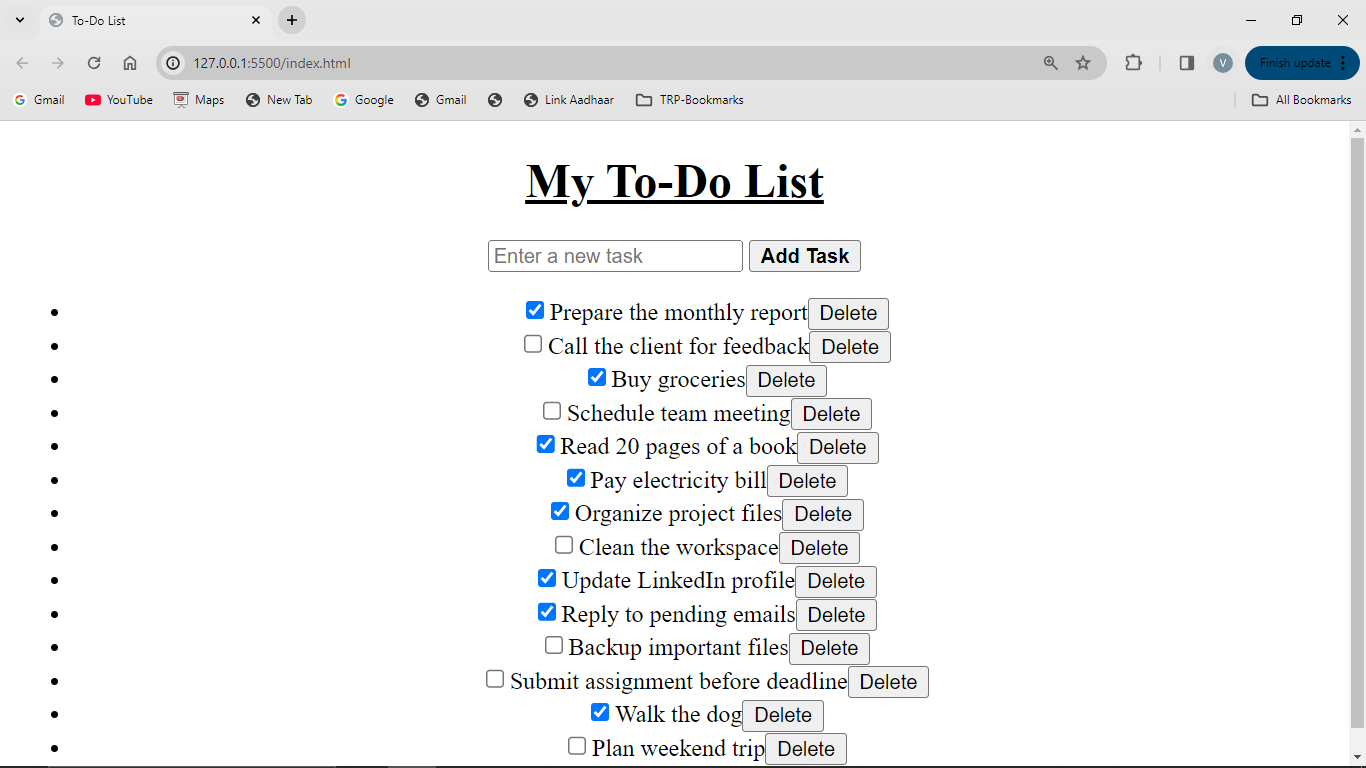 To-Do List
127.0.0.1:5500/index.html
V
Finish update
Gmail YouTube Maps New Tab Google Gmail Link Aadhaar TRP-Bookmarks All Bookmarks
My To-Do List
Enter a new task Add Task
Prepare the monthly report Delete
Call the client for feedback Delete
Buy groceries Delete
Schedule team meeting Delete
Read 20 pages of a book Delete
Pay electricity bill Delete
Organize project files Delete
Clean the workspace Delete
Update LinkedIn profile Delete
Reply to pending emails Delete
Backup important files Delete
Submit assignment before deadline Delete
Walk the dog Delete
Plan weekend trip Delete